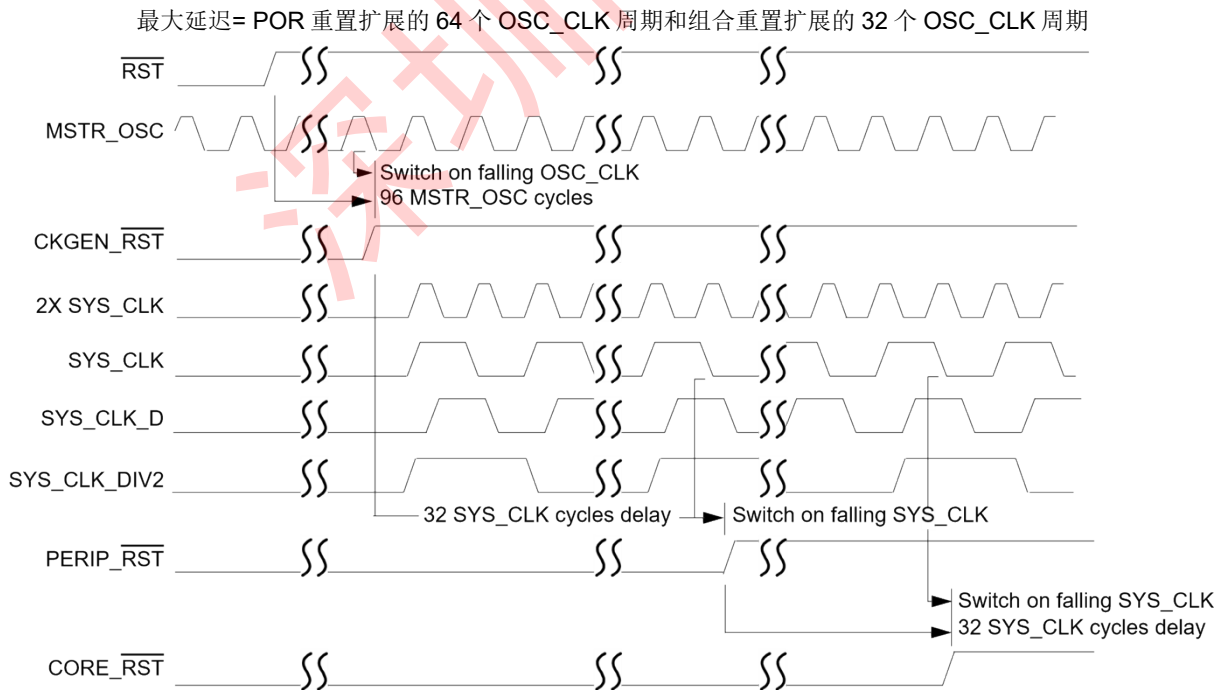 最大延迟= POR 重置扩展的 64 个 OSC_CLK 周期和组合重置扩展的 32 个 OSC_CLK 周期
RST
MSTR_OSC
Switch on falling OSC_CLK
96 MSTR_OSC cycles
CKGEN_RST
2X SYS_CLK
SYS_CLK
SYS_CLK_D
SYS_CLK_DIV2
32 SYS_CLK cycles delay
Switch on falling SYS_CLK
PERIP_RST
Switch on falling SYS_CLK
32 SYS_CLK cycles delay
CORE_RST
深圳